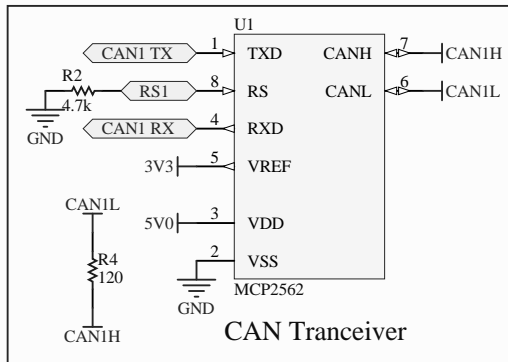 U1
CAN1 TX 1 TXD CANH 7 CAN1H
R2 4.7k RS1 8 RS CANL 6 CAN1L
GND
CAN1 RX 4 RXD
3V3 5 VREF
CAN1L
5V0 3 VDD
R4
120
2 VSS
GND
MCP2562
CAN1H
CAN Tranceiver